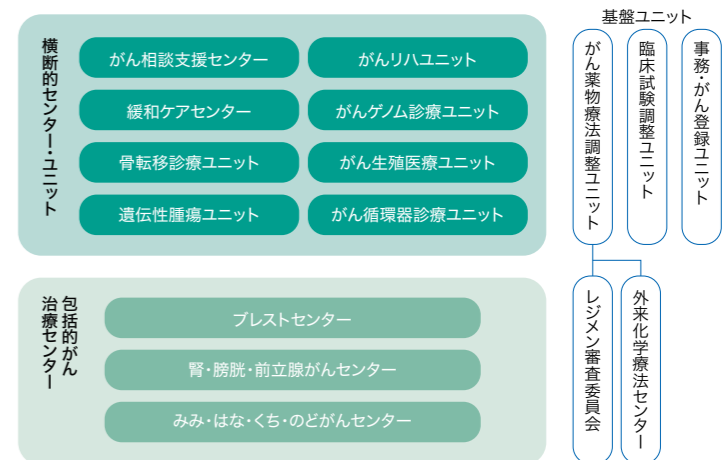 横断的センター・ユニット
がん相談支援センター
がんリハユニット
緩和ケアセンター
がんゲノム診療ユニット
骨転移診療ユニット
がん生殖医療ユニット
遺伝性腫瘍ユニット
がん循環器診療ユニット
包括的がん
治療センター
ブレストセンター
腎・膀胱・前立腺がんセンター
みみ・はな・くち・のどがんセンター
基盤ユニット
がん薬物療法調整ユニット
臨床試験調整ユニット
事務・がん登録ユニット
レジメン審査委員会
外来化学療法センター